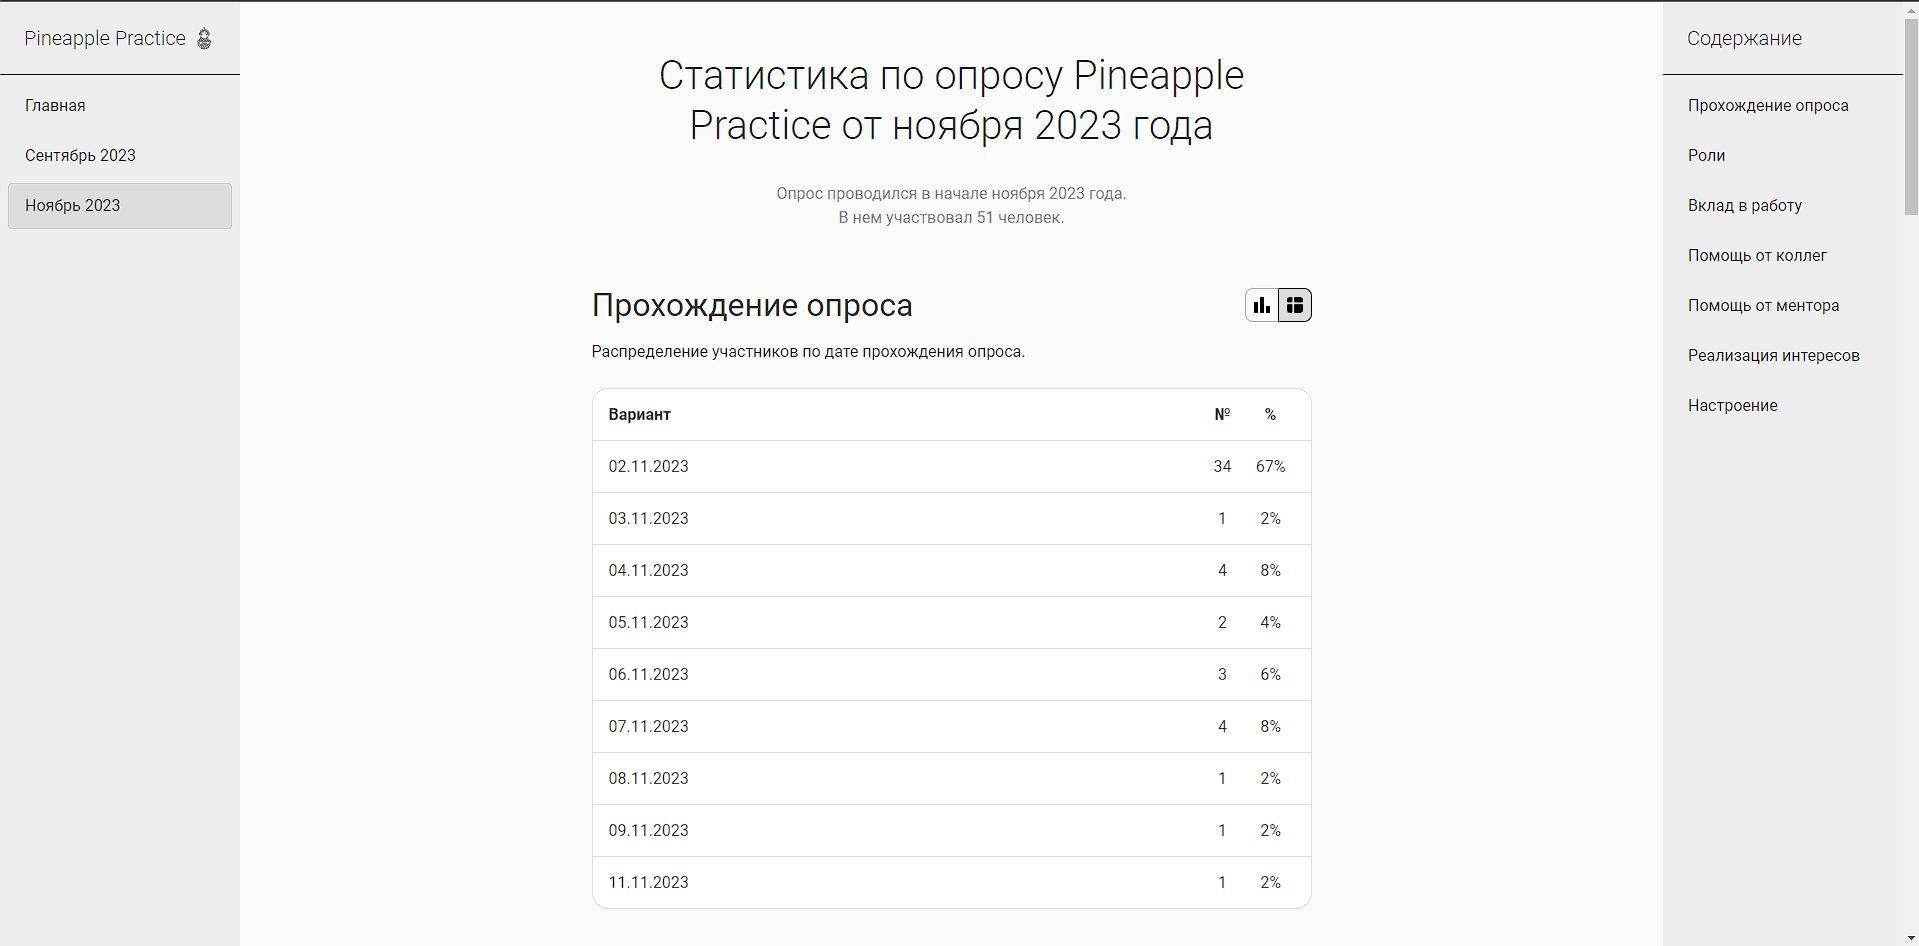 Pineapple Practice
Главная
Сентябрь 2023
Ноябрь 2023
Статистика по опросу Pineapple
Practice от ноября 2023 года
Опрос проводился в начале ноября 2023 года.
В нем участвовал 51 человек.
Прохождение опроса
Распределение участников по дате прохождения опроса.
Вариант № %
02.11.2023 34 67%
03.11.2023 1 2%
04.11.2023 4 8%
05.11.2023 2 4%
06.11.2023 3 6%
07.11.2023 4 8%
08.11.2023 1 2%
09.11.2023 1 2%
11.11.2023 1 2%
Содержание
Прохождение опроса
Роли
Вклад в работу
Помощь от коллег
Помощь от ментора
Реализация интересов
Настроение